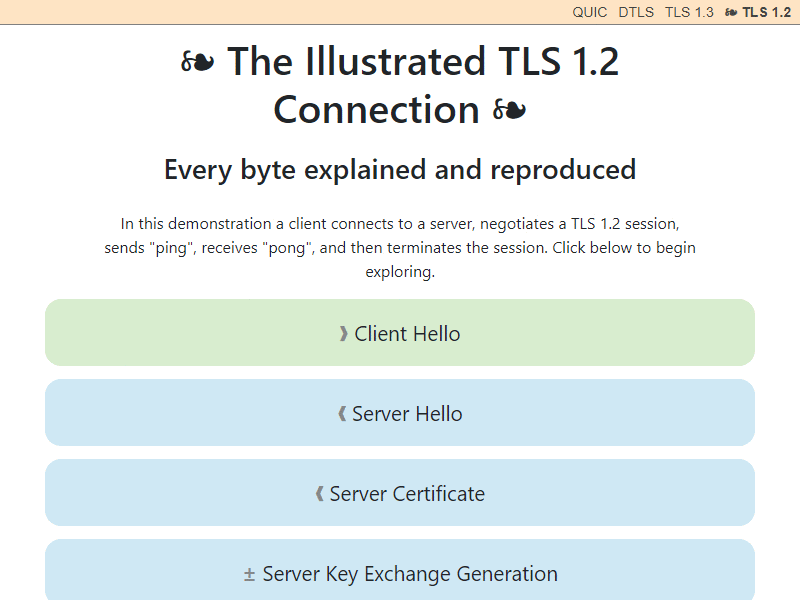 QUIC DTLS TLS 1.3 ❧ TLS 1.2
❧ The Illustrated TLS 1.2
Connection ❧
Every byte explained and reproduced
In this demonstration a client connects to a server, negotiates a TLS 1.2 session,
sends "ping", receives "pong", and then terminates the session. Click below to begin
exploring.
❱ Client Hello
❰ Server Hello
❰ Server Certificate
± Server Key Exchange Generation